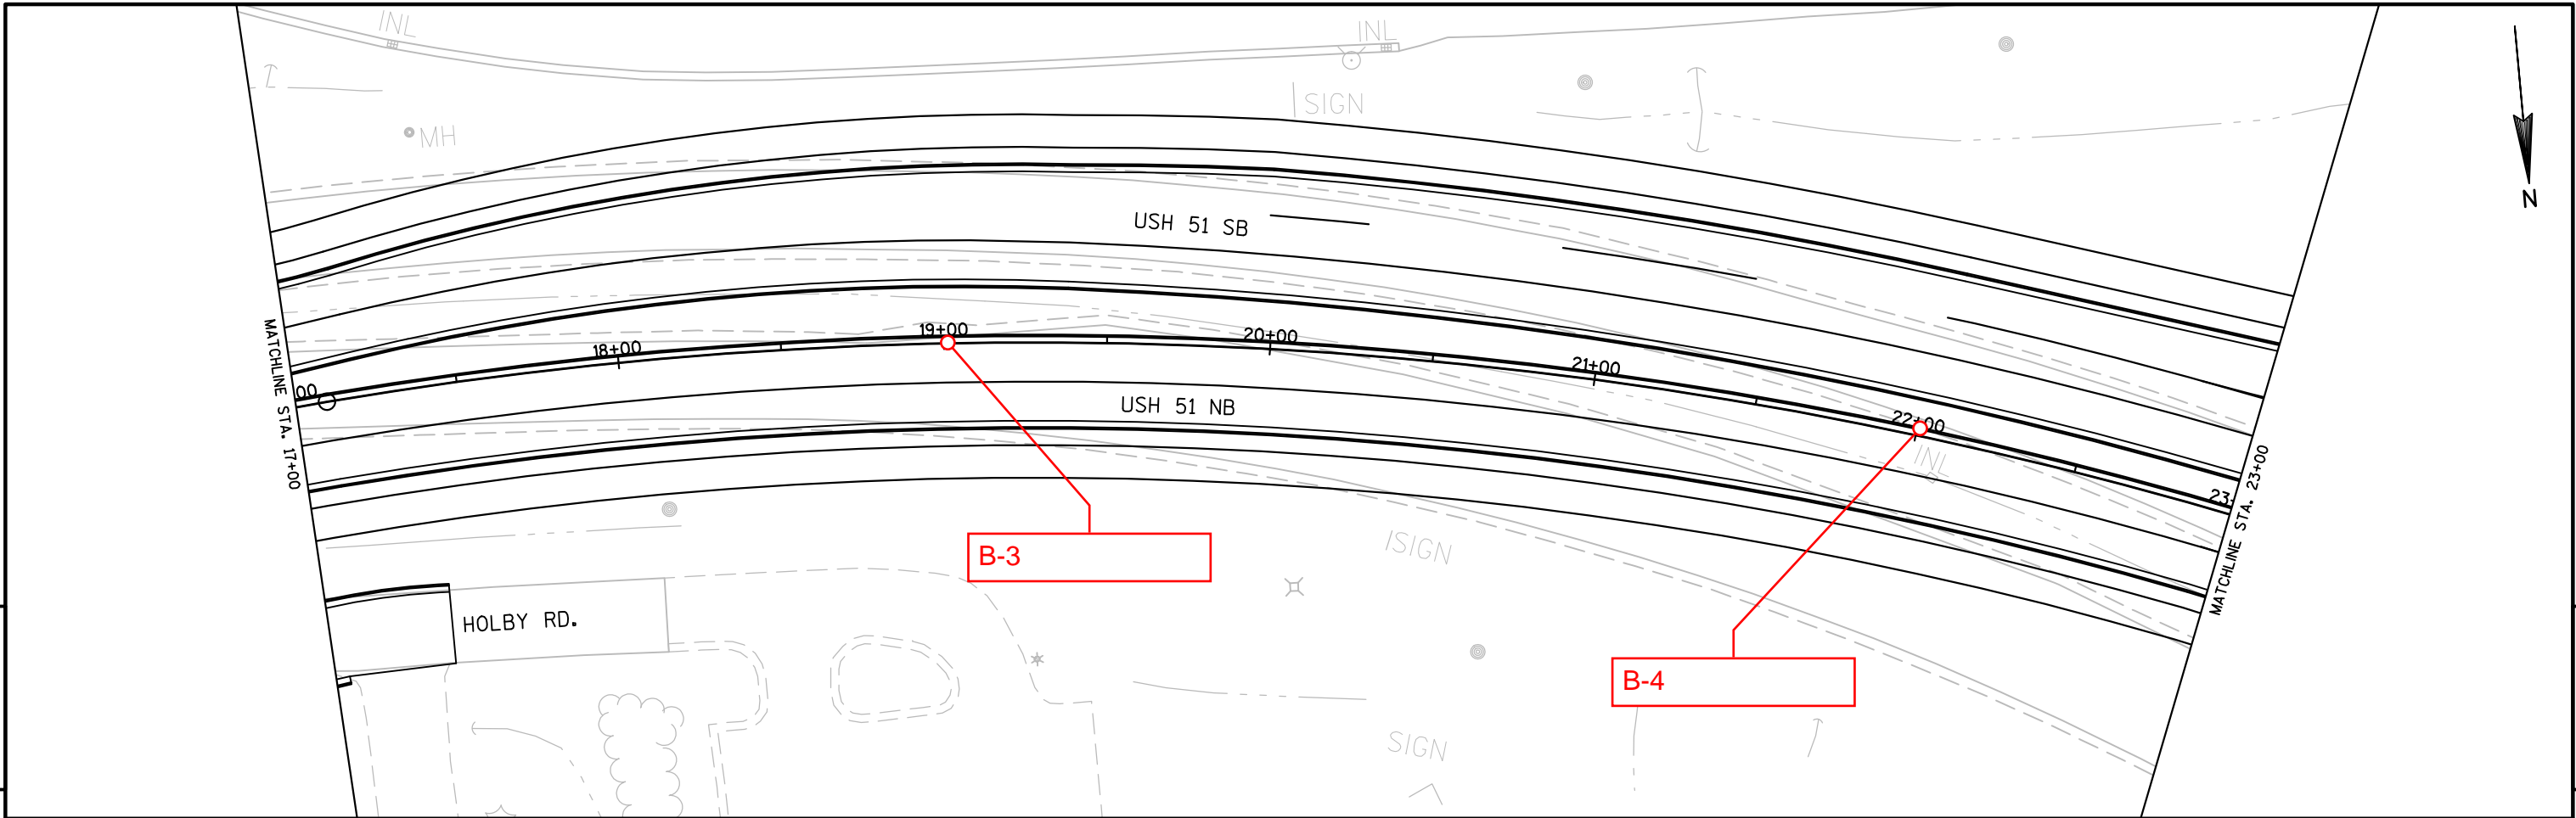 INL
INL
SIGN
MH
N
USH 51 SB
19+00
20+00
18+00
21+00
00
USH 51 NB
22+00
INL
MATCHLINE STA. 17+00
MATCHLINE STA. 23+00
23+
SIGN
B-3
HOLBY RD.
B-4
SIGN